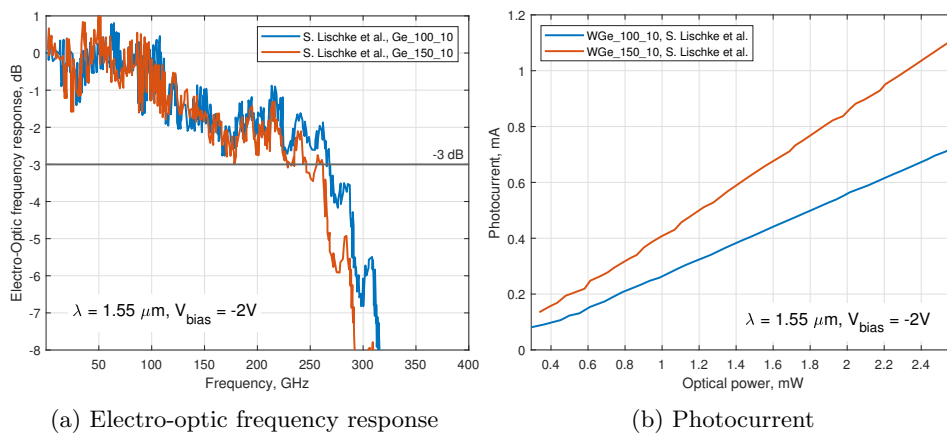 1
0
-1
-2
-3
-4
-5
-6
-7
-8
0 50 100 150 200 250 300 350 400
Electro-Optic frequency response, dB
Frequency, GHz
S. Lischke et al., Ge_100_10
S. Lischke et al., Ge_150_10
-3 dB
λ = 1.55 μm, V_bias = -2V
(a) Electro-optic frequency response
1.2
1
0.8
0.6
0.4
0.2
0
0.4 0.6 0.8 1 1.2 1.4 1.6 1.8 2 2.2 2.4
Photocurrent, mA
Optical power, mW
WGe_100_10, S. Lischke et al.
WGe_150_10, S. Lischke et al.
λ = 1.55 μm, V_bias = -2V
(b) Photocurrent